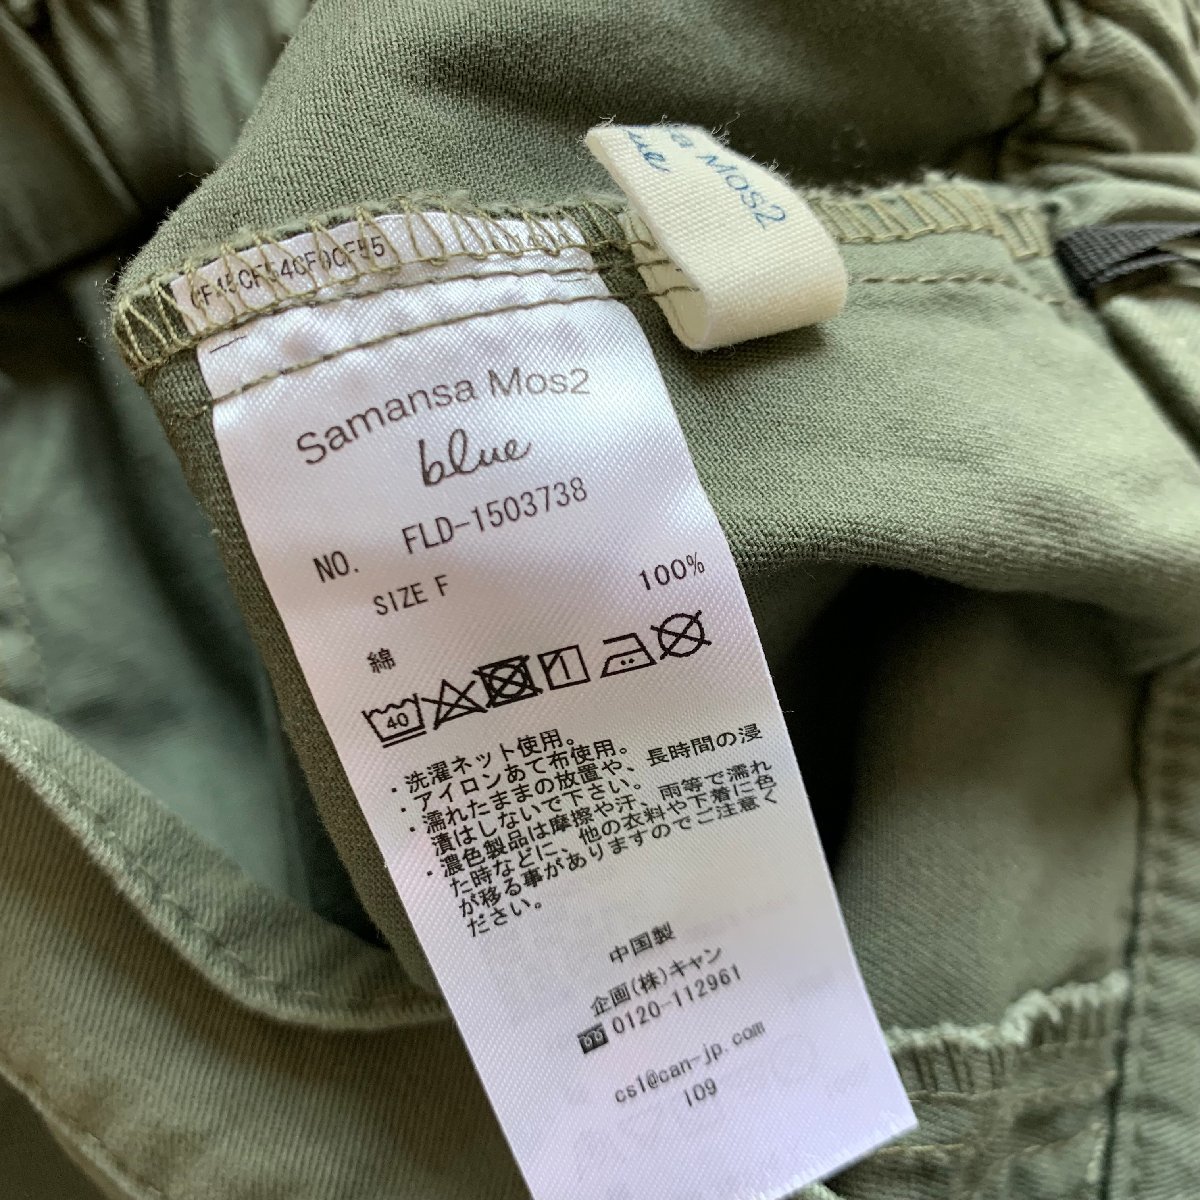 sa Mos2
lue
Samansa Mos2
blue
NO. FLD-1503738
SIZE F
綿 100%
40
・洗濯ネット使用。
・アイロンあて布使用。
・濡れたままの放置や、長時間の浸
漬はしないで下さい。
・濃色製品は摩擦や汗、雨等で濡れ
た時などに、他の衣料や下着に色
が移る事がありますのでご注意く
ださい。
中国製
企画(株)キャン
0120-112961
cs1@can-jp.com
109